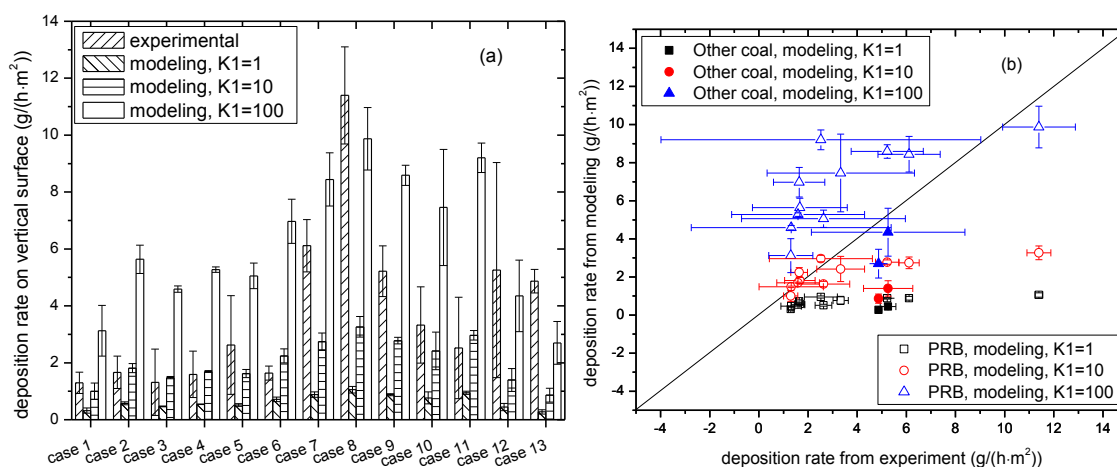 deposition rate on vertical surface (g/(h·m²))
14
12
10
8
6
4
2
0
experimental
modeling, K1=1
modeling, K1=10
modeling, K1=100
(a)
case 1
case 2
case 3
case 4
case 5
case 6
case 7
case 8
case 9
case 10
case 11
case 12
case 13
deposition rate from modeling (g/(h·m²))
14
12
10
8
6
4
2
0
-2
-4
Other coal, modeling, K1=1
Other coal, modeling, K1=10
Other coal, modeling, K1=100
(b)
PRB, modeling, K1=1
PRB, modeling, K1=10
PRB, modeling, K1=100
-4 -2 0 2 4 6 8 10 12 14
deposition rate from experiment (g/(h·m²))